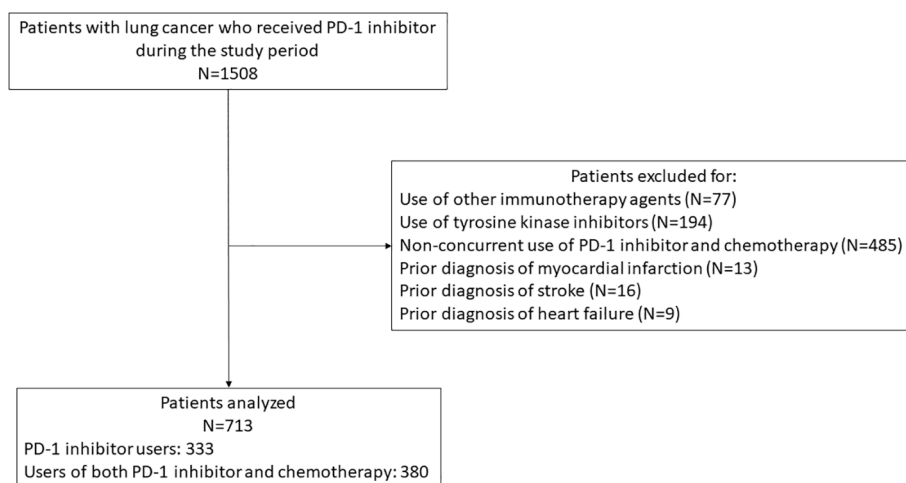 Patients with lung cancer who received PD-1 inhibitor
during the study period
N=1508
Patients excluded for:
Use of other immunotherapy agents (N=77)
Use of tyrosine kinase inhibitors (N=194)
Non-concurrent use of PD-1 inhibitor and chemotherapy (N=485)
Prior diagnosis of myocardial infarction (N=13)
Prior diagnosis of stroke (N=16)
Prior diagnosis of heart failure (N=9)
Patients analyzed
N=713
PD-1 inhibitor users: 333
Users of both PD-1 inhibitor and chemotherapy: 380